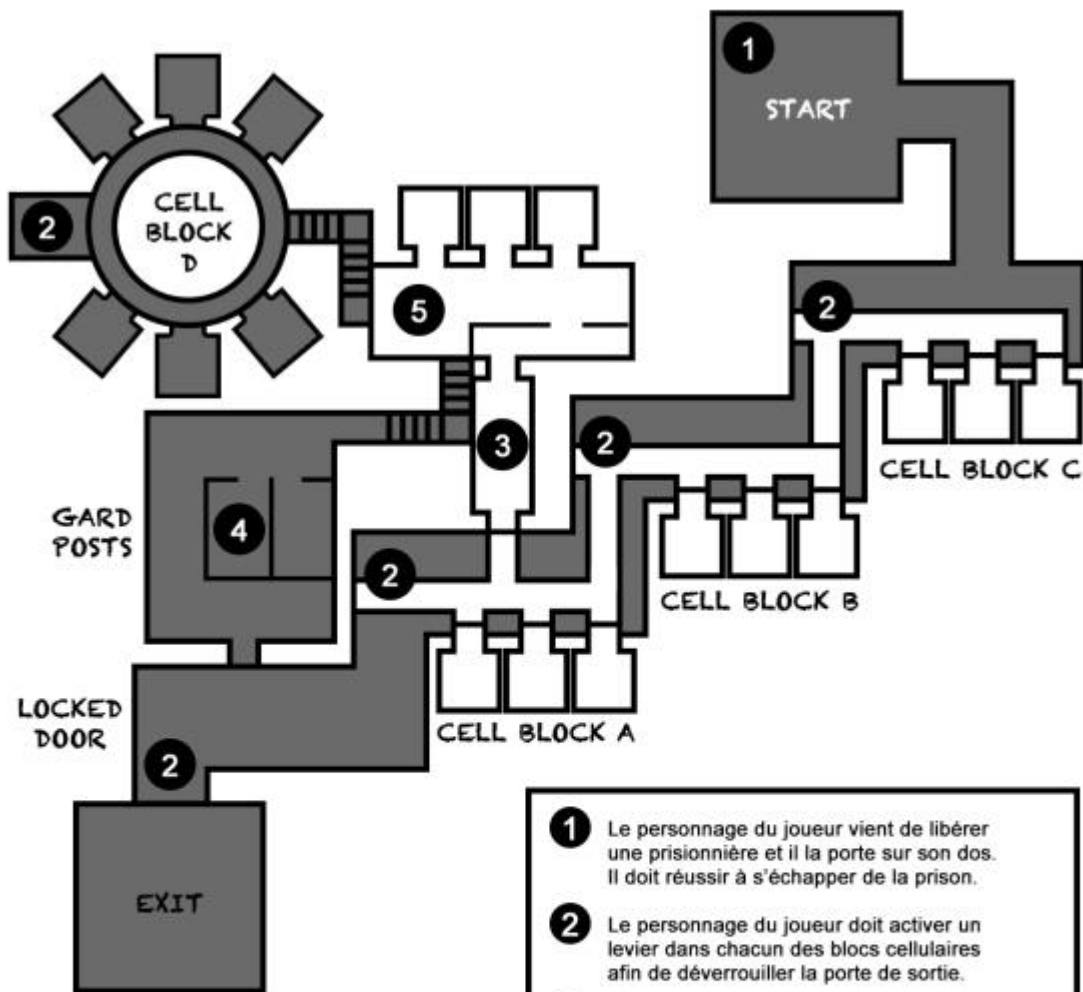 1
START
2
CELL
BLOCK
D
5
2
3
2
CELL BLOCK C
GARD
POSTS
4
2
CELL BLOCK B
LOCKED
DOOR
CELL BLOCK A
2
EXIT
1 Le personnage du joueur vient de libérer
une prisionnière et il la porte sur son dos.
Il doit réussir à s'échapper de la prison.
2 Le personnage du joueur doit activer un
levier dans chacun des blocs cellulaires
afin de déverrouiller la porte de sortie.